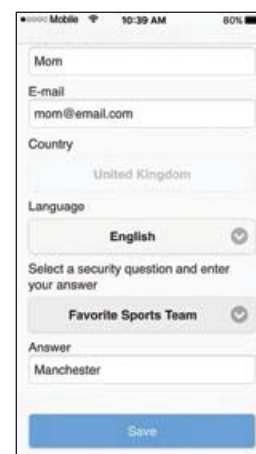 Mobile 10:39 AM 80%
Mom
E-mail
mom@email.com
Country
United Kingdom
Language
English
Select a security question and enter
your answer
Favorite Sports Team
Answer
Manchester
Save